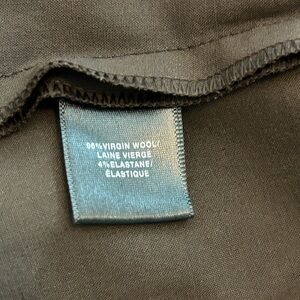 96%VIRGIN WOOL/
LAINE VIERGE
4%ELASTANE/
ÉLASTIQUE